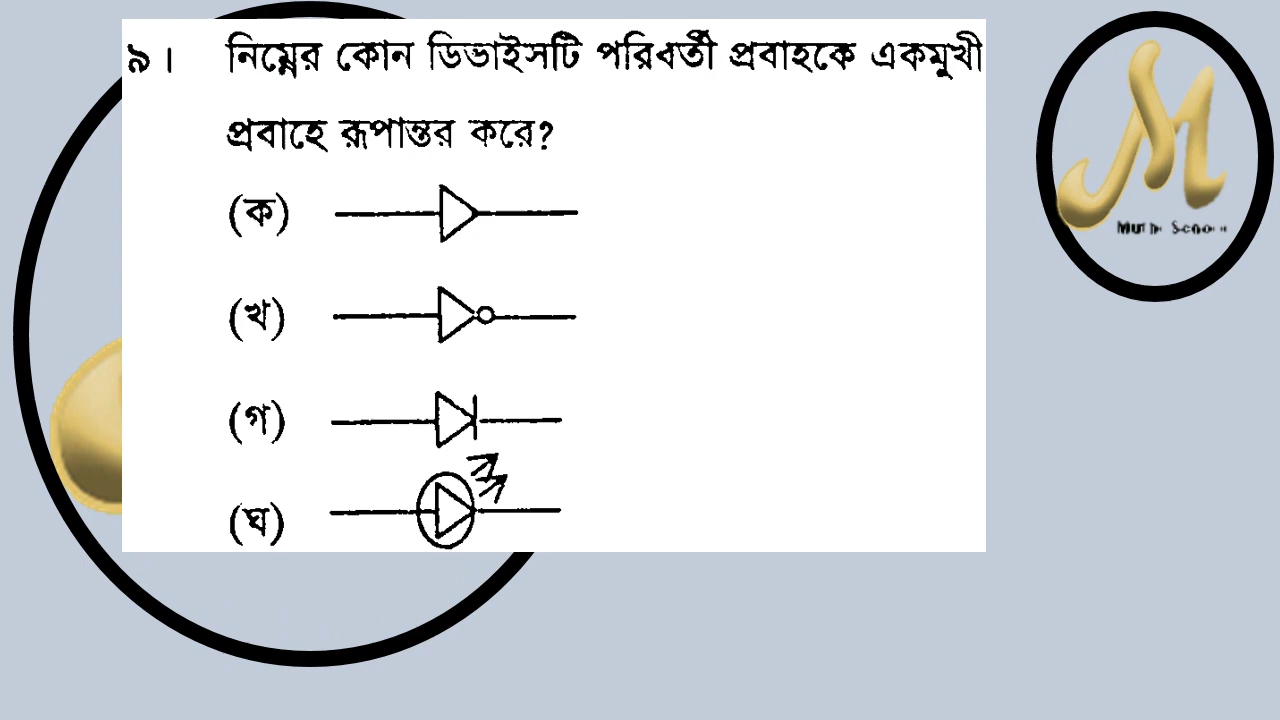 ৯। নিম্নের কোন ডিভাইসটি পরিবর্তী প্রবাহকে একমুখী
প্রবাহে রূপান্তর করে?
(ক)
(খ)
(গ)
(ঘ)